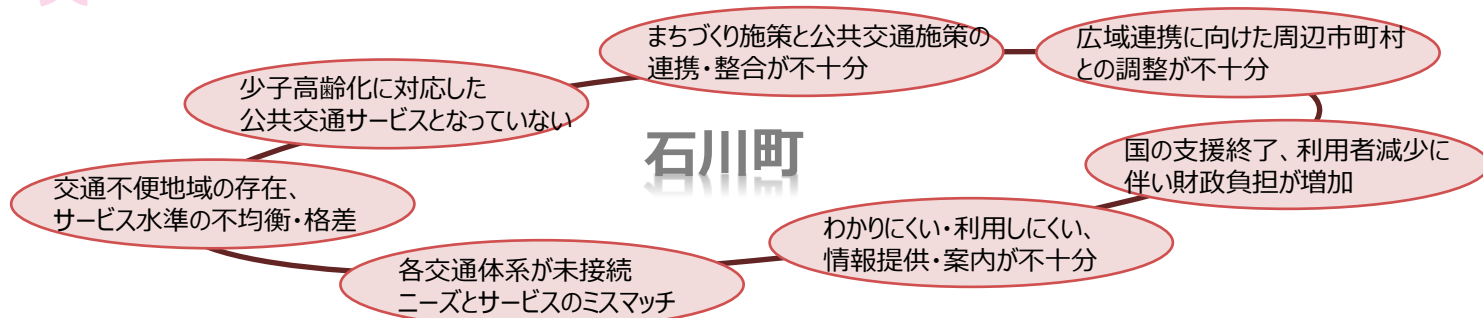 まちづくり施策と公共交通施策の
連携・整合が不十分
広域連携に向けた周辺市町村
との調整が不十分
少子高齢化に対応した
公共交通サービスとなっていない
石川町
国の支援終了、利用者減少に
伴い財政負担が増加
交通不便地域の存在、
サービス水準の不均衡・格差
わかりにくい・利用しにくい、
情報提供・案内が不十分
各交通体系が未接続
ニーズとサービスのミスマッチ